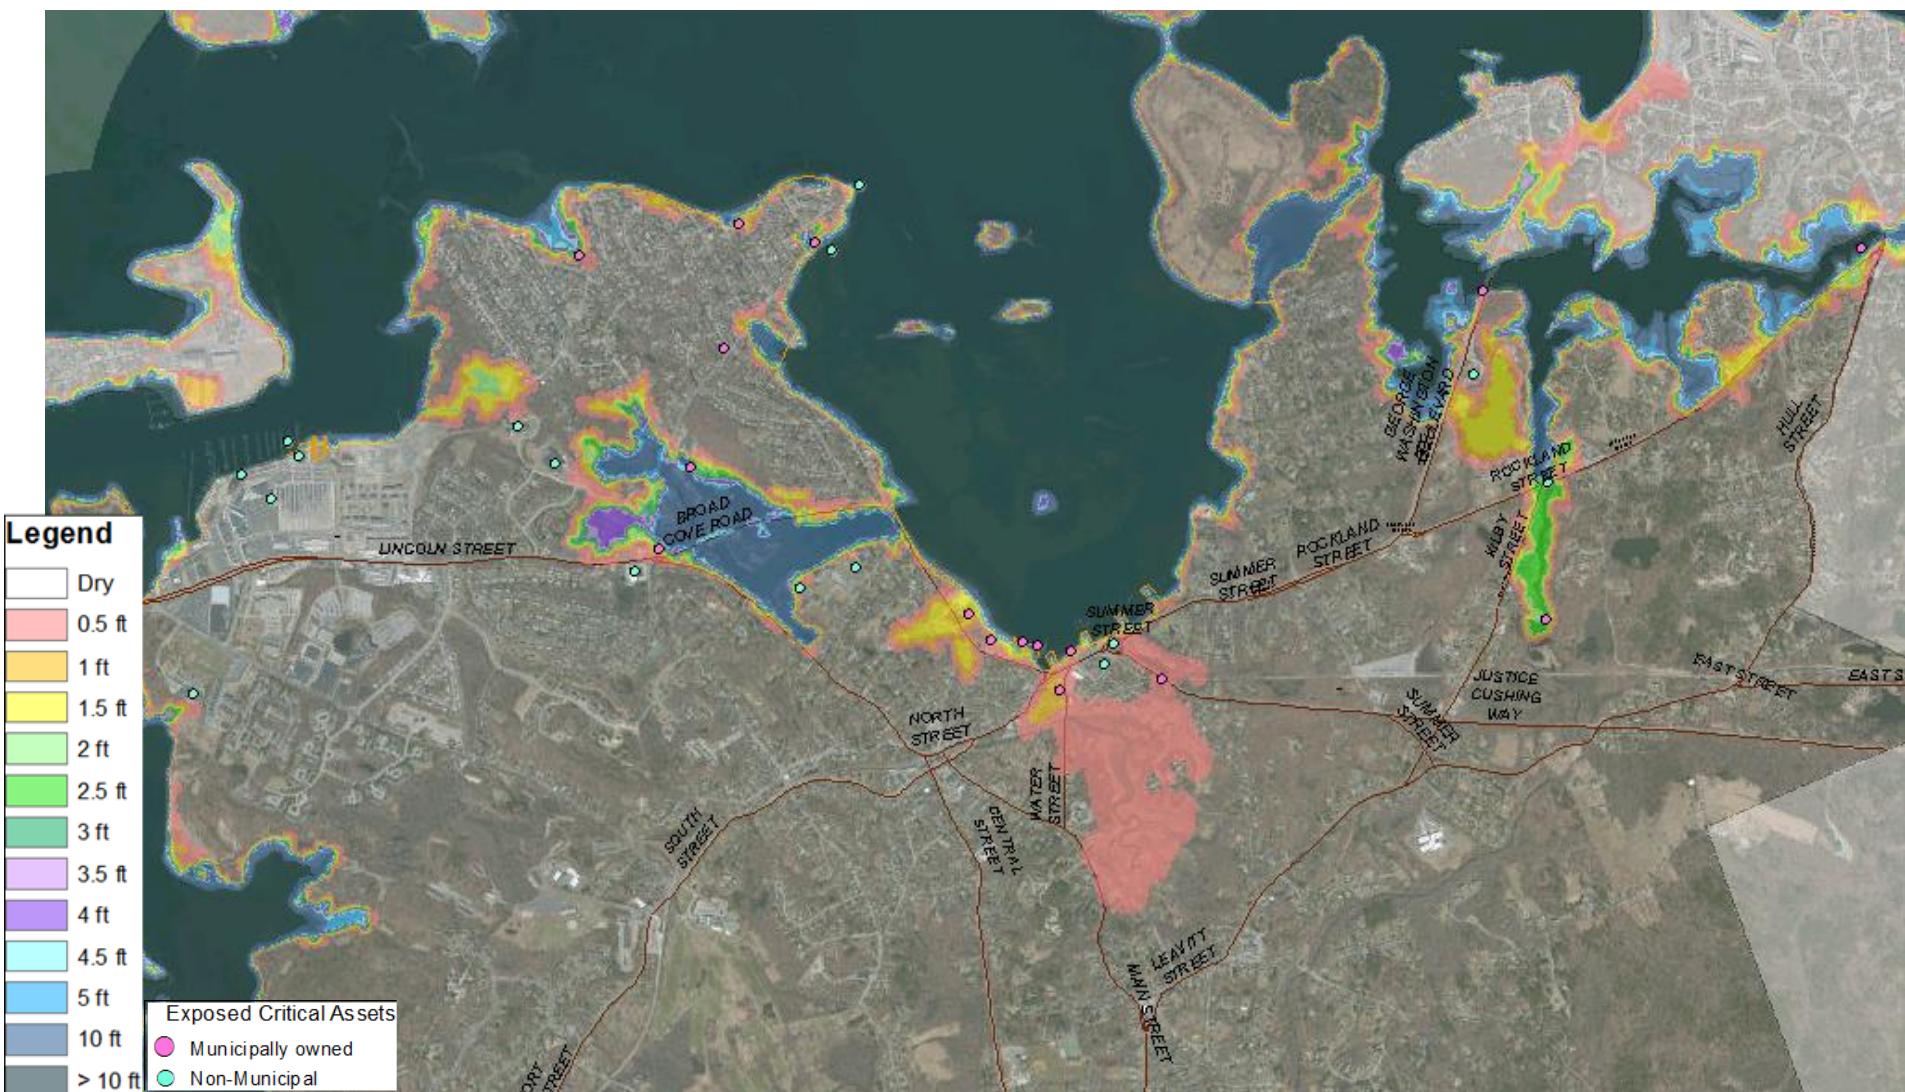 BROAD
COVE ROAD
LINCOLN STREET
GEORGE
WASHINGTON
BOULEVARD
HULL
STREET
ROCKLAND
STREET
KILBY
STREET
ROCKLAND
STREET
SUMMER
STREET
SUMMER
STREET
EAST STREET
EAST S
JUSTICE
CUSHING
WAY
SUMMER
STREET
NORTH
STREET
WATER
STREET
CENTRAL
STREET
SOUTH
STREET
LEAVITT
STREET
MAIN STREET
ORT
TREET
Legend
Dry
0.5 ft
1 ft
1.5 ft
2 ft
2.5 ft
3 ft
3.5 ft
4 ft
4.5 ft
5 ft
10 ft
> 10 ft
Exposed Critical Assets
Municipally owned
Non-Municipal